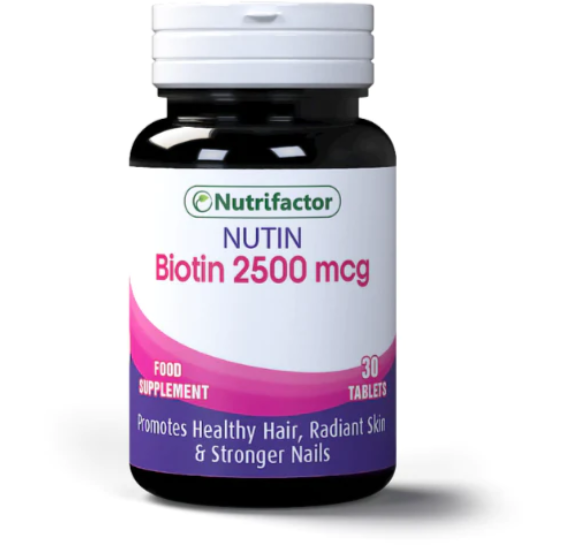 Nutrifactor
NUTIN
Biotin 2500 mcg
FOOD
SUPPLEMENT
30
TABLETS
Promotes Healthy Hair, Radiant Skin
& Stronger Nails